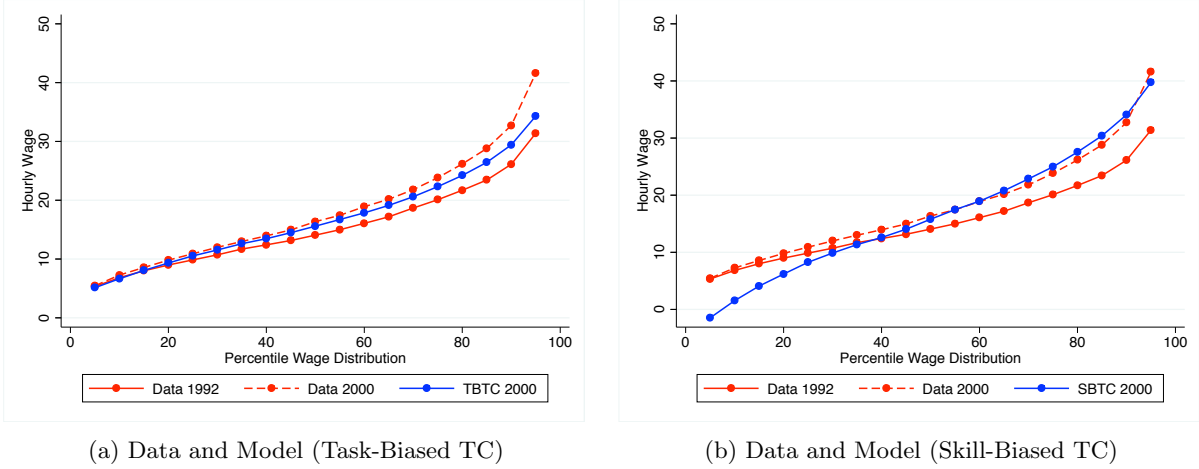 Hourly Wage
50
40
30
20
10
0
0 20 40 60 80 100
Percentile Wage Distribution
Data 1992 Data 2000 TBTC 2000
(a) Data and Model (Task-Biased TC)
Hourly Wage
50
40
30
20
10
0
0 20 40 60 80 100
Percentile Wage Distribution
Data 1992 Data 2000 SBTC 2000
(b) Data and Model (Skill-Biased TC)